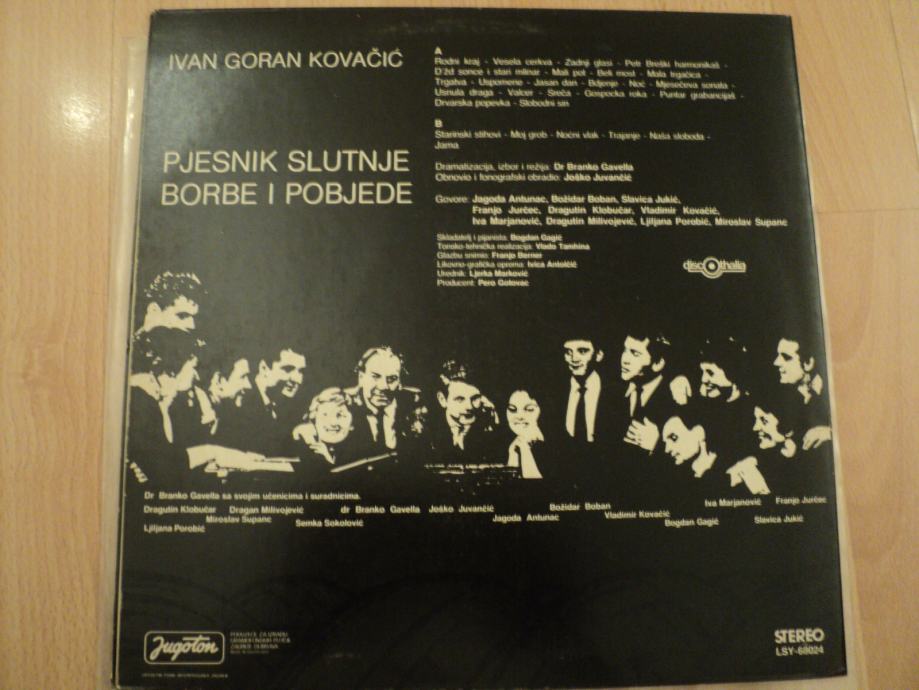 IVAN GORAN KOVAČIĆ
PJESNIK SLUTNJE
BORBE I POBJEDE
A
Rodni kraj - Vesela cerkva - Zadnji glasi - Petr Breški harmonikaš -
D'žd sonce i stari mlinar - Mali pot - Beli most - Mala trgačica -
Trgatva - Uspomene - Jasan dan - Bdjenje - Noć - Mjesečeva sonata -
Usnula draga - Valcer - Sreća - Gospocka roka - Puntar grabancijaš -
Drvarska popevka - Slobodni sin
B
Starinski stihovi - Moj grob - Noćni vlak - Trajanje - Naša sloboda -
Jama
Dramatizacija, izbor i režija: Dr Branko Gavella
Obnovio i fonografski obradio: Joško Juvančić
Govore: Jagoda Antunac, Božidar Boban, Slavica Jukić,
Franjo Jurčec, Dragutin Klobučar, Vladimir Kovačić,
Iva Marjanović, Dragutin Milivojević, Ljiljana Porobić, Miroslav Supanc
Skladatelj i pijanist: Bogdan Gagić
Tonsko-tehnička realizacija: Vlado Tamhina
Glazbu snimio: Franjo Berner
Likovno-grafička oprema: Ivica Antolčić
Urednik: Ljerka Marković
Producent: Pero Gotovac
discothalia
Dr Branko Gavella sa svojim učenicima i suradnicima.
Dragutin Klobučar Dragan Milivojević dr Branko Gavella Joško Juvančić Božidar Boban Iva Marjanović Franjo Jurčec
Miroslav Supanc Semka Sokolović Jagoda Antunac Vladimir Kovačić Bogdan Gagić Slavica Jukić
Ljiljana Porobić
Jugoton
GRAMOFONSKIH PLOČA
ZAGREB DUBRAVA
STEREO
LSY-68024